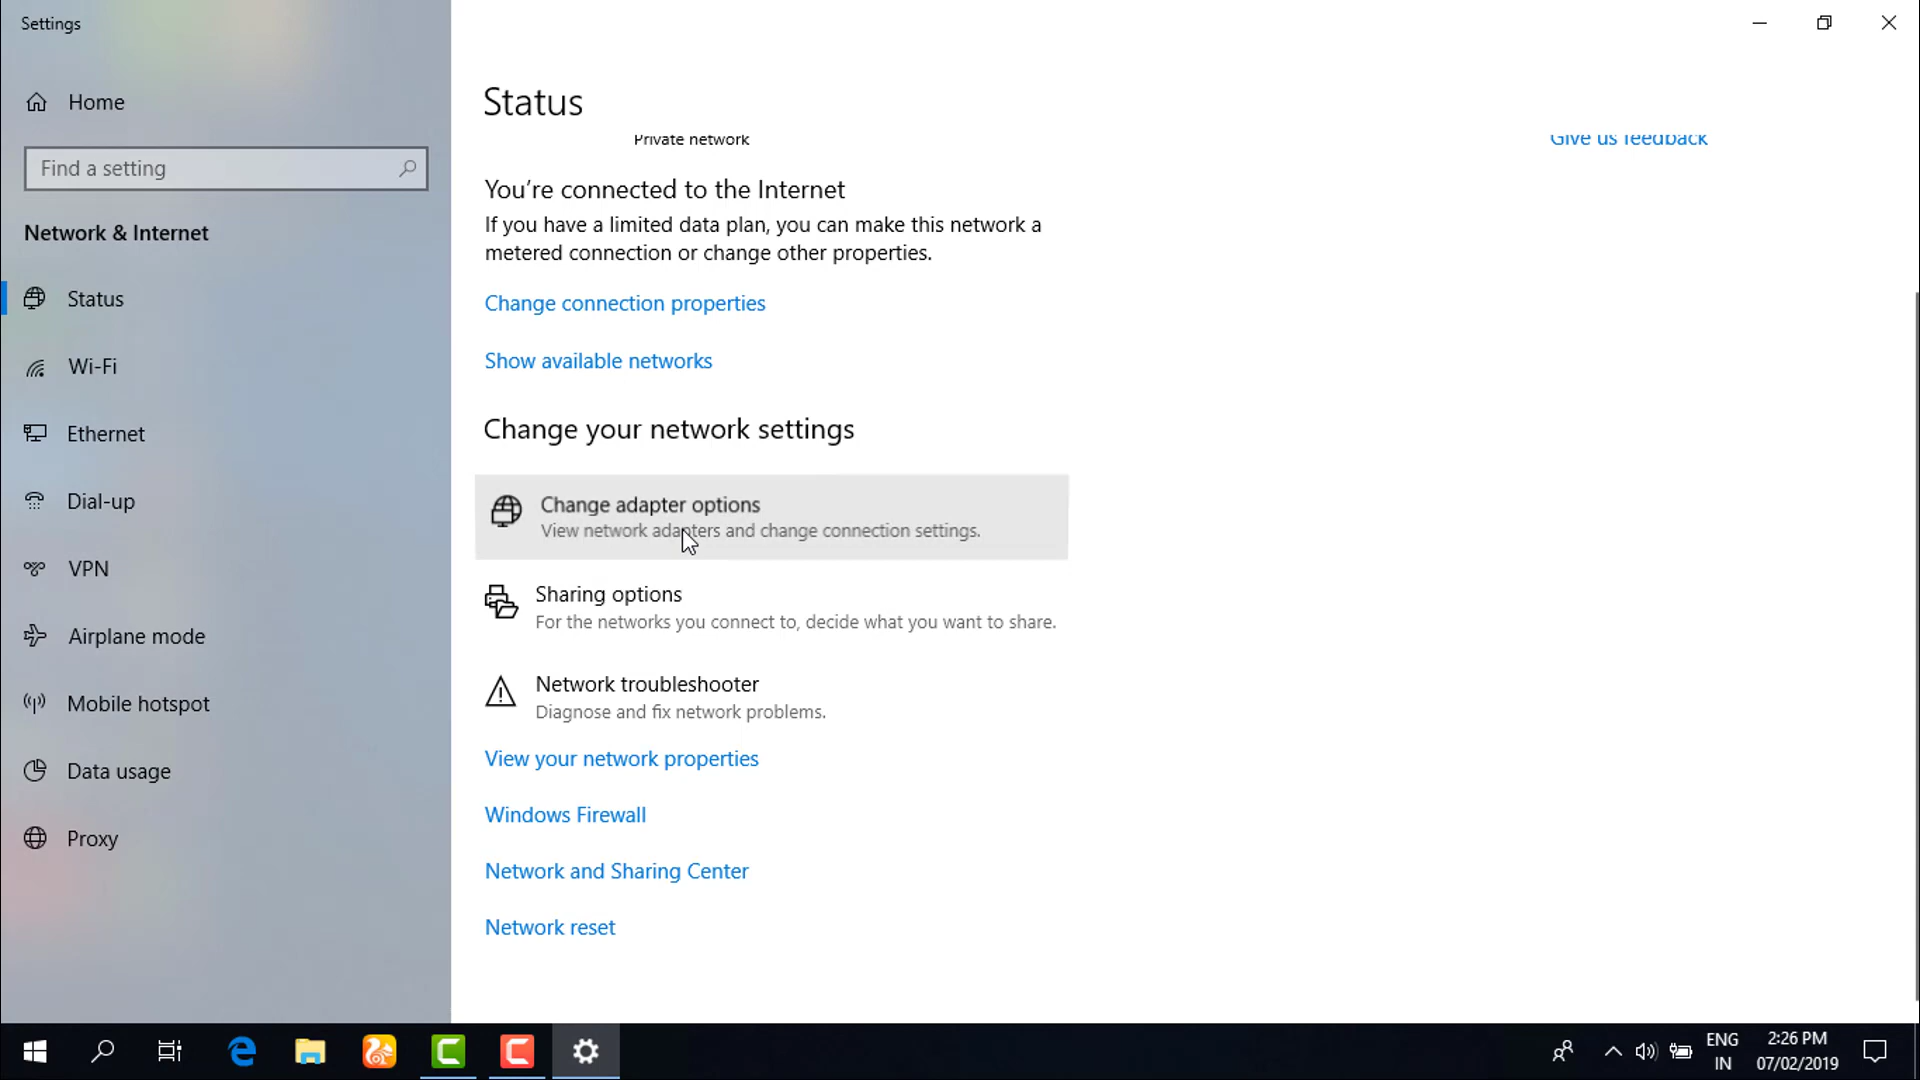 Settings
Home
Find a setting
Network & Internet
Status
Wi-Fi
Ethernet
Dial-up
VPN
Airplane mode
Mobile hotspot
Data usage
Proxy
Status
Private network
Give us feedback
You're connected to the Internet
If you have a limited data plan, you can make this network a
metered connection or change other properties.
Change connection properties
Show available networks
Change your network settings
Change adapter options
View network adapters and change connection settings.
Sharing options
For the networks you connect to, decide what you want to share.
Network troubleshooter
Diagnose and fix network problems.
View your network properties
Windows Firewall
Network and Sharing Center
Network reset
ENG
IN
2:26 PM
07/02/2019